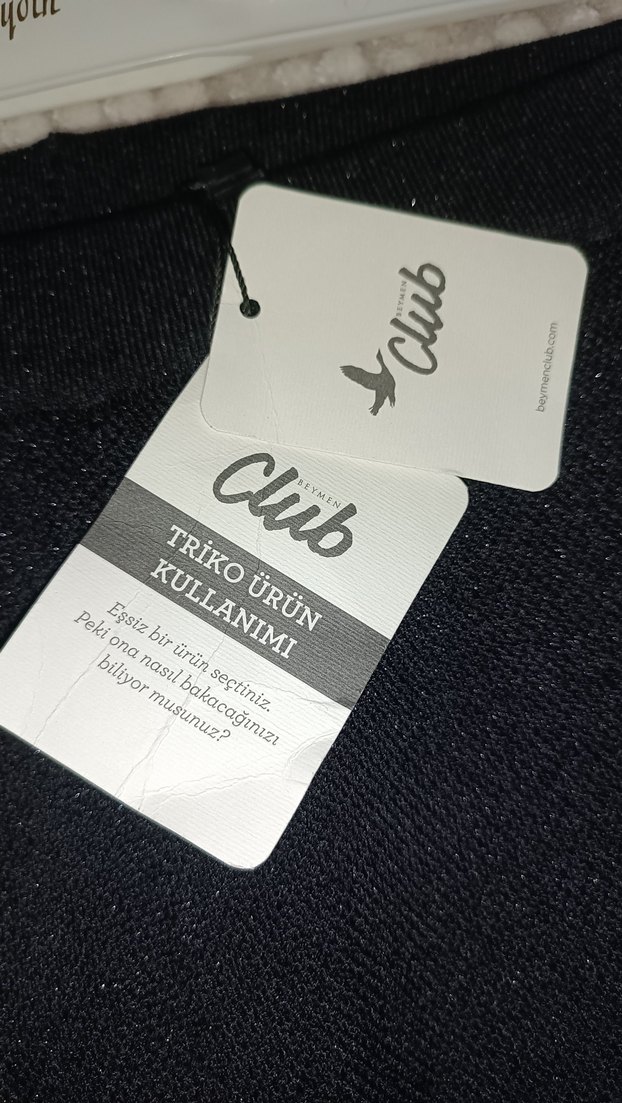 BEYMEN
Club
beymenclub.com
Club
BEYMEN
TRİKO ÜRÜN
KULLANIMI
Eşsiz bir ürün seçtiniz.
Peki ona nasıl bakacağınızı
biliyor musunuz?